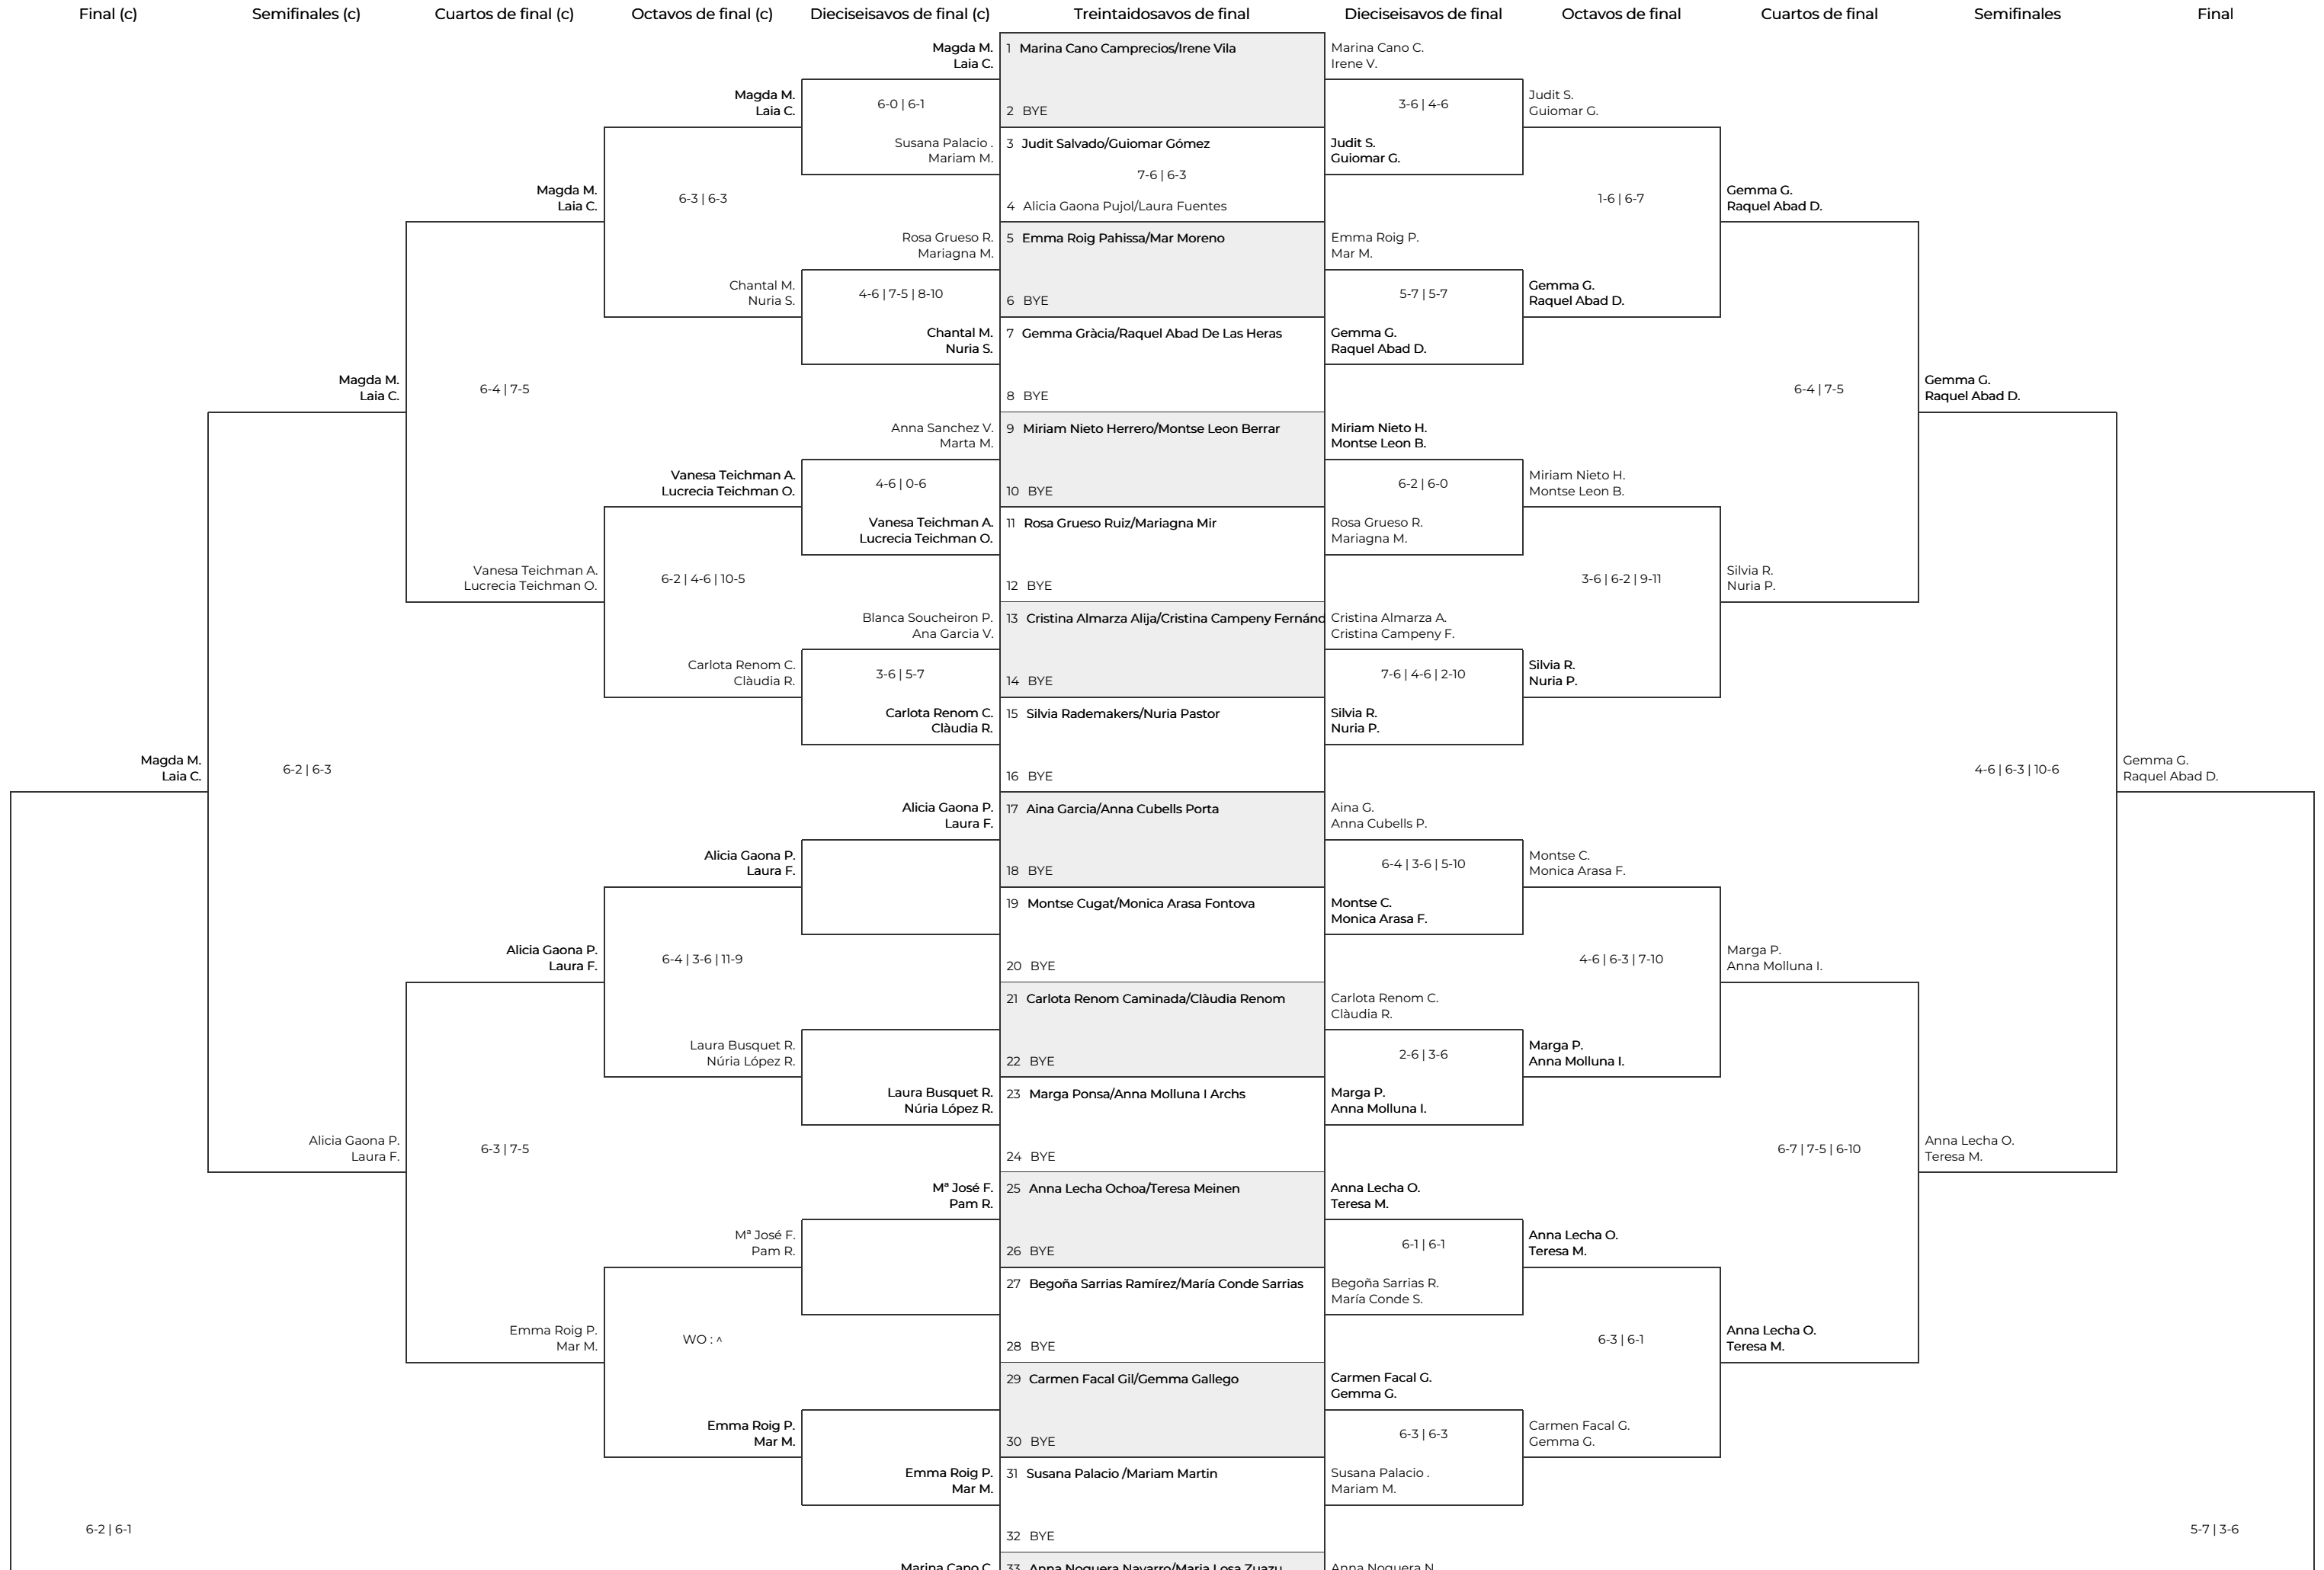 Final (c) Semifinales (c) Cuartos de final (c) Octavos de final (c) Dieciseisavos de final (c) Treintaidosavos de final Dieciseisavos de final Octavos de final Cuartos de final Semifinales Final
Magda M. 1 Marina Cano Camprecios/Irene Vila Marina Cano C.
Laia C. Irene V.
Magda M. 6-0 | 6-1 3-6 | 4-6 Judit S.
Laia C. 2 BYE Guiomar G.
Susana Palacio . 3 Judit Salvado/Guiomar Gómez Judit S.
Mariam M. Guiomar G.
7-6 | 6-3
Magda M. 6-3 | 6-3 1-6 | 6-7 Gemma G.
Laia C. 4 Alicia Gaona Pujol/Laura Fuentes Raquel Abad D.
Rosa Grueso R. 5 Emma Roig Pahissa/Mar Moreno Emma Roig P.
Mariagna M. Mar M.
Chantal M. 4-6 | 7-5 | 8-10 5-7 | 5-7 Gemma G.
Nuria S. 6 BYE Raquel Abad D.
Chantal M. 7 Gemma Gràcia/Raquel Abad De Las Heras Gemma G.
Nuria S. Raquel Abad D.
Magda M. 6-4 | 7-5 6-4 | 7-5 Gemma G.
Laia C. 8 BYE Raquel Abad D.
Anna Sanchez V. 9 Miriam Nieto Herrero/Montse Leon Berrar Miriam Nieto H.
Marta M. Montse Leon B.
Vanesa Teichman A. 4-6 | 0-6 6-2 | 6-0 Miriam Nieto H.
Lucrecia Teichman O. 10 BYE Montse Leon B.
Vanesa Teichman A. 11 Rosa Grueso Ruiz/Mariagna Mir Rosa Grueso R.
Lucrecia Teichman O. Mariagna M.
Vanesa Teichman A. 6-2 | 4-6 | 10-5 3-6 | 6-2 | 9-11 Silvia R.
Lucrecia Teichman O. 12 BYE Nuria P.
Blanca Soucheiron P. 13 Cristina Almarza Alija/Cristina Campeny Fernánd Cristina Almarza A.
Ana Garcia V. Cristina Campeny F.
Carlota Renom C. 3-6 | 5-7 7-6 | 4-6 | 2-10 Silvia R.
Clàudia R. 14 BYE Nuria P.
Carlota Renom C. 15 Silvia Rademakers/Nuria Pastor Silvia R.
Clàudia R. Nuria P.
Magda M. 6-2 | 6-3 4-6 | 6-3 | 10-6 Gemma G.
Laia C. 16 BYE Raquel Abad D.
Alicia Gaona P. 17 Aina Garcia/Anna Cubells Porta Aina G.
Laura F. Anna Cubells P.
Alicia Gaona P. 6-4 | 3-6 | 5-10 Montse C.
Laura F. 18 BYE Monica Arasa F.
19 Montse Cugat/Monica Arasa Fontova Montse C.
Monica Arasa F.
Alicia Gaona P. 6-4 | 3-6 | 11-9 4-6 | 6-3 | 7-10 Marga P.
Laura F. 20 BYE Anna Molluna I.
21 Carlota Renom Caminada/Clàudia Renom Carlota Renom C.
Clàudia R.
Laura Busquet R. 2-6 | 3-6 Marga P.
Núria López R. 22 BYE Anna Molluna I.
Laura Busquet R. 23 Marga Ponsa/Anna Molluna I Archs Marga P.
Núria López R. Anna Molluna I.
Alicia Gaona P. 6-3 | 7-5 6-7 | 7-5 | 6-10 Anna Lecha O.
Laura F. 24 BYE Teresa M.
Mª José F. 25 Anna Lecha Ochoa/Teresa Meinen Anna Lecha O.
Pam R. Teresa M.
Mª José F. 6-1 | 6-1 Anna Lecha O.
Pam R. 26 BYE Teresa M.
27 Begoña Sarrias Ramírez/María Conde Sarrias Begoña Sarrias R.
María Conde S.
Emma Roig P. WO : ^ 6-3 | 6-1 Anna Lecha O.
Mar M. 28 BYE Teresa M.
29 Carmen Facal Gil/Gemma Gallego Carmen Facal G.
Gemma G.
Emma Roig P. 6-3 | 6-3 Carmen Facal G.
Mar M. 30 BYE Gemma G.
Emma Roig P. 31 Susana Palacio /Mariam Martin Susana Palacio .
Mar M. Mariam M.
6-2 | 6-1 32 BYE 5-7 | 3-6
Marina Cano C. 33 Anna Noguera Navarro/Maria Losa Zuazu Anna Noguera N.